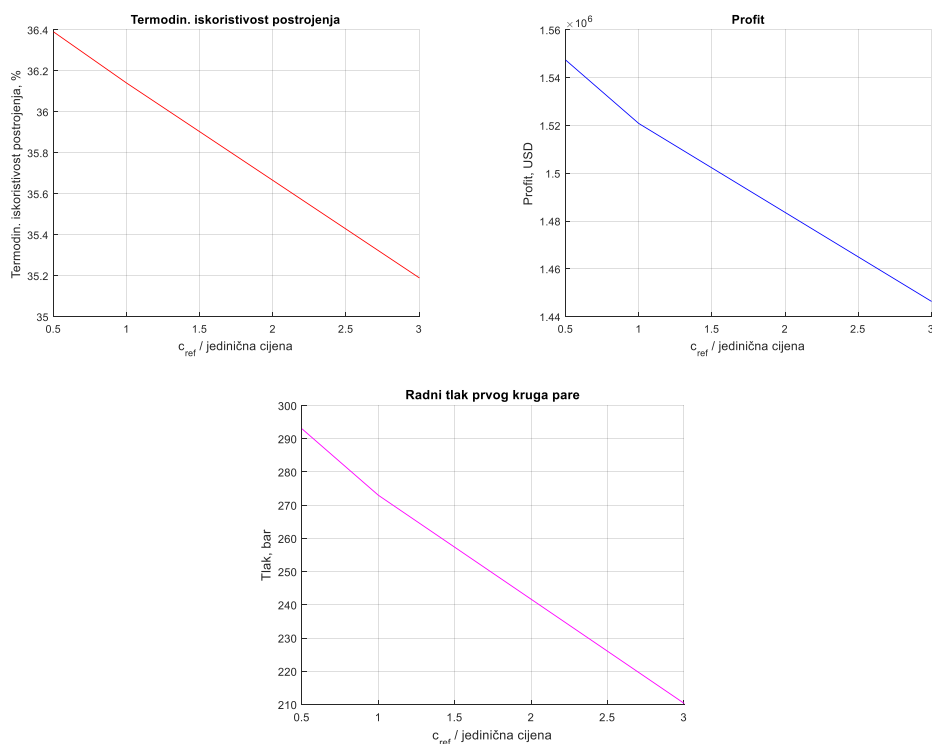 Termodin. iskoristivost postrojenja
Termodin. iskoristivost postrojenja, %
36.4
36.2
36
35.8
35.6
35.4
35.2
35
0.5 1 1.5 2 2.5 3
c_ref / jedinična cijena
Profit
×10^6
Profit, USD
1.56
1.54
1.52
1.5
1.48
1.46
1.44
0.5 1 1.5 2 2.5 3
c_ref / jedinična cijena
Radni tlak prvog kruga pare
Tlak, bar
300
290
280
270
260
250
240
230
220
210
0.5 1 1.5 2 2.5 3
c_ref / jedinična cijena